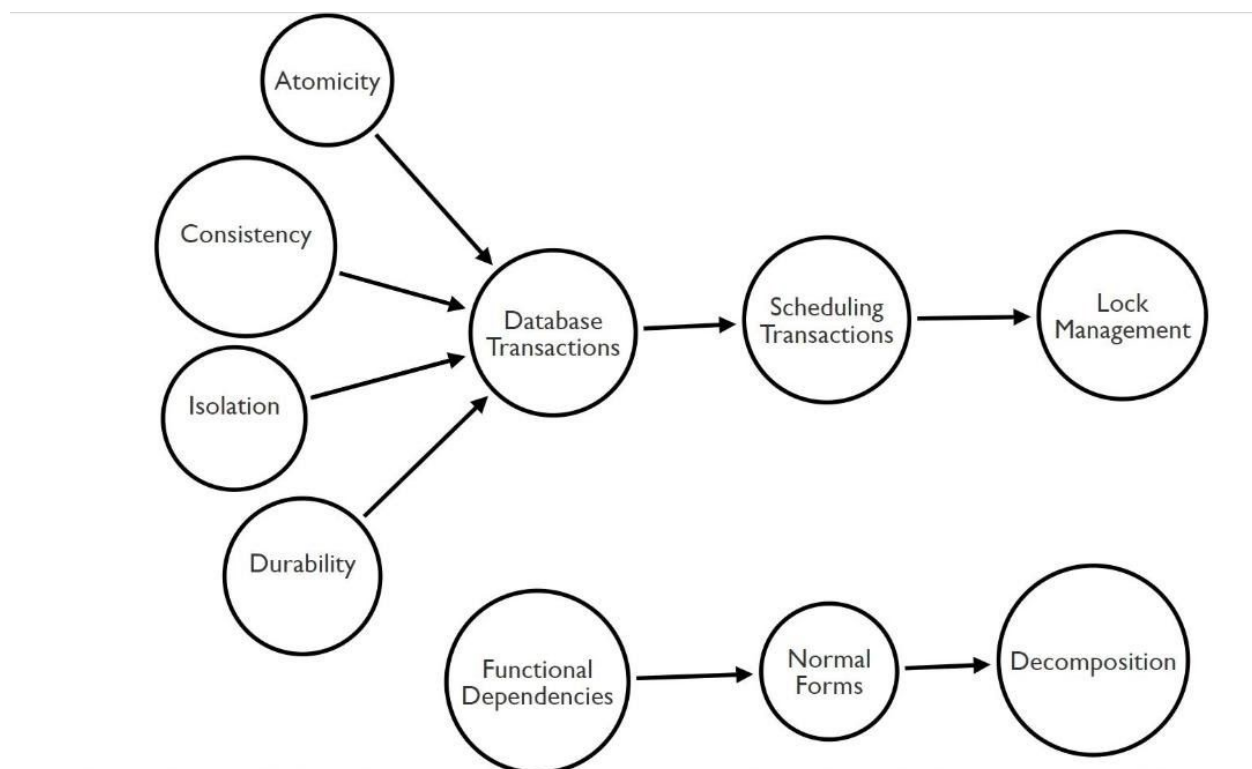 Atomicity
Consistency
Isolation
Durability
Database
Transactions
Scheduling
Transactions
Lock
Management
Functional
Dependencies
Normal
Forms
Decomposition